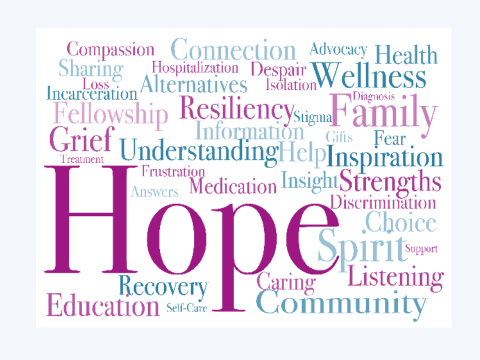 Compassion
Connection
Advocacy
Health
Sharing
Hospitalization
Despair
Wellness
Loss
Alternatives
Isolation
Incarceration
Diagnosis
Fellowship
Resiliency
Stigma
Family
Information
Gifts
Fear
Grief
Understanding
Help
Inspiration
Treatment
Frustration
Insight
Strengths
Answers
Medication
Discrimination
Hope
Choice
Spirit
Support
Recovery
Caring
Listening
Education
Self-Care
Community